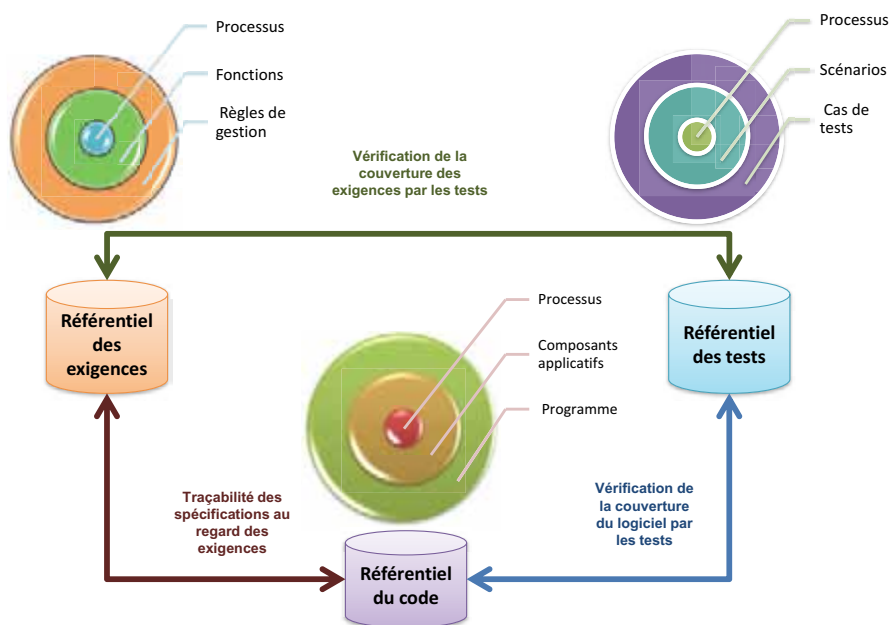 Processus
Fonctions
Règles de
gestion
Processus
Scénarios
Cas de
tests
Vérification de la
couverture des
exigences par les tests
Référentiel
des
exigences
Processus
Composants
applicatifs
Programme
Référentiel
des tests
Traçabilité des
spécifications au
regard des
exigences
Vérification de
la couverture
du logiciel par
les tests
Référentiel
du code